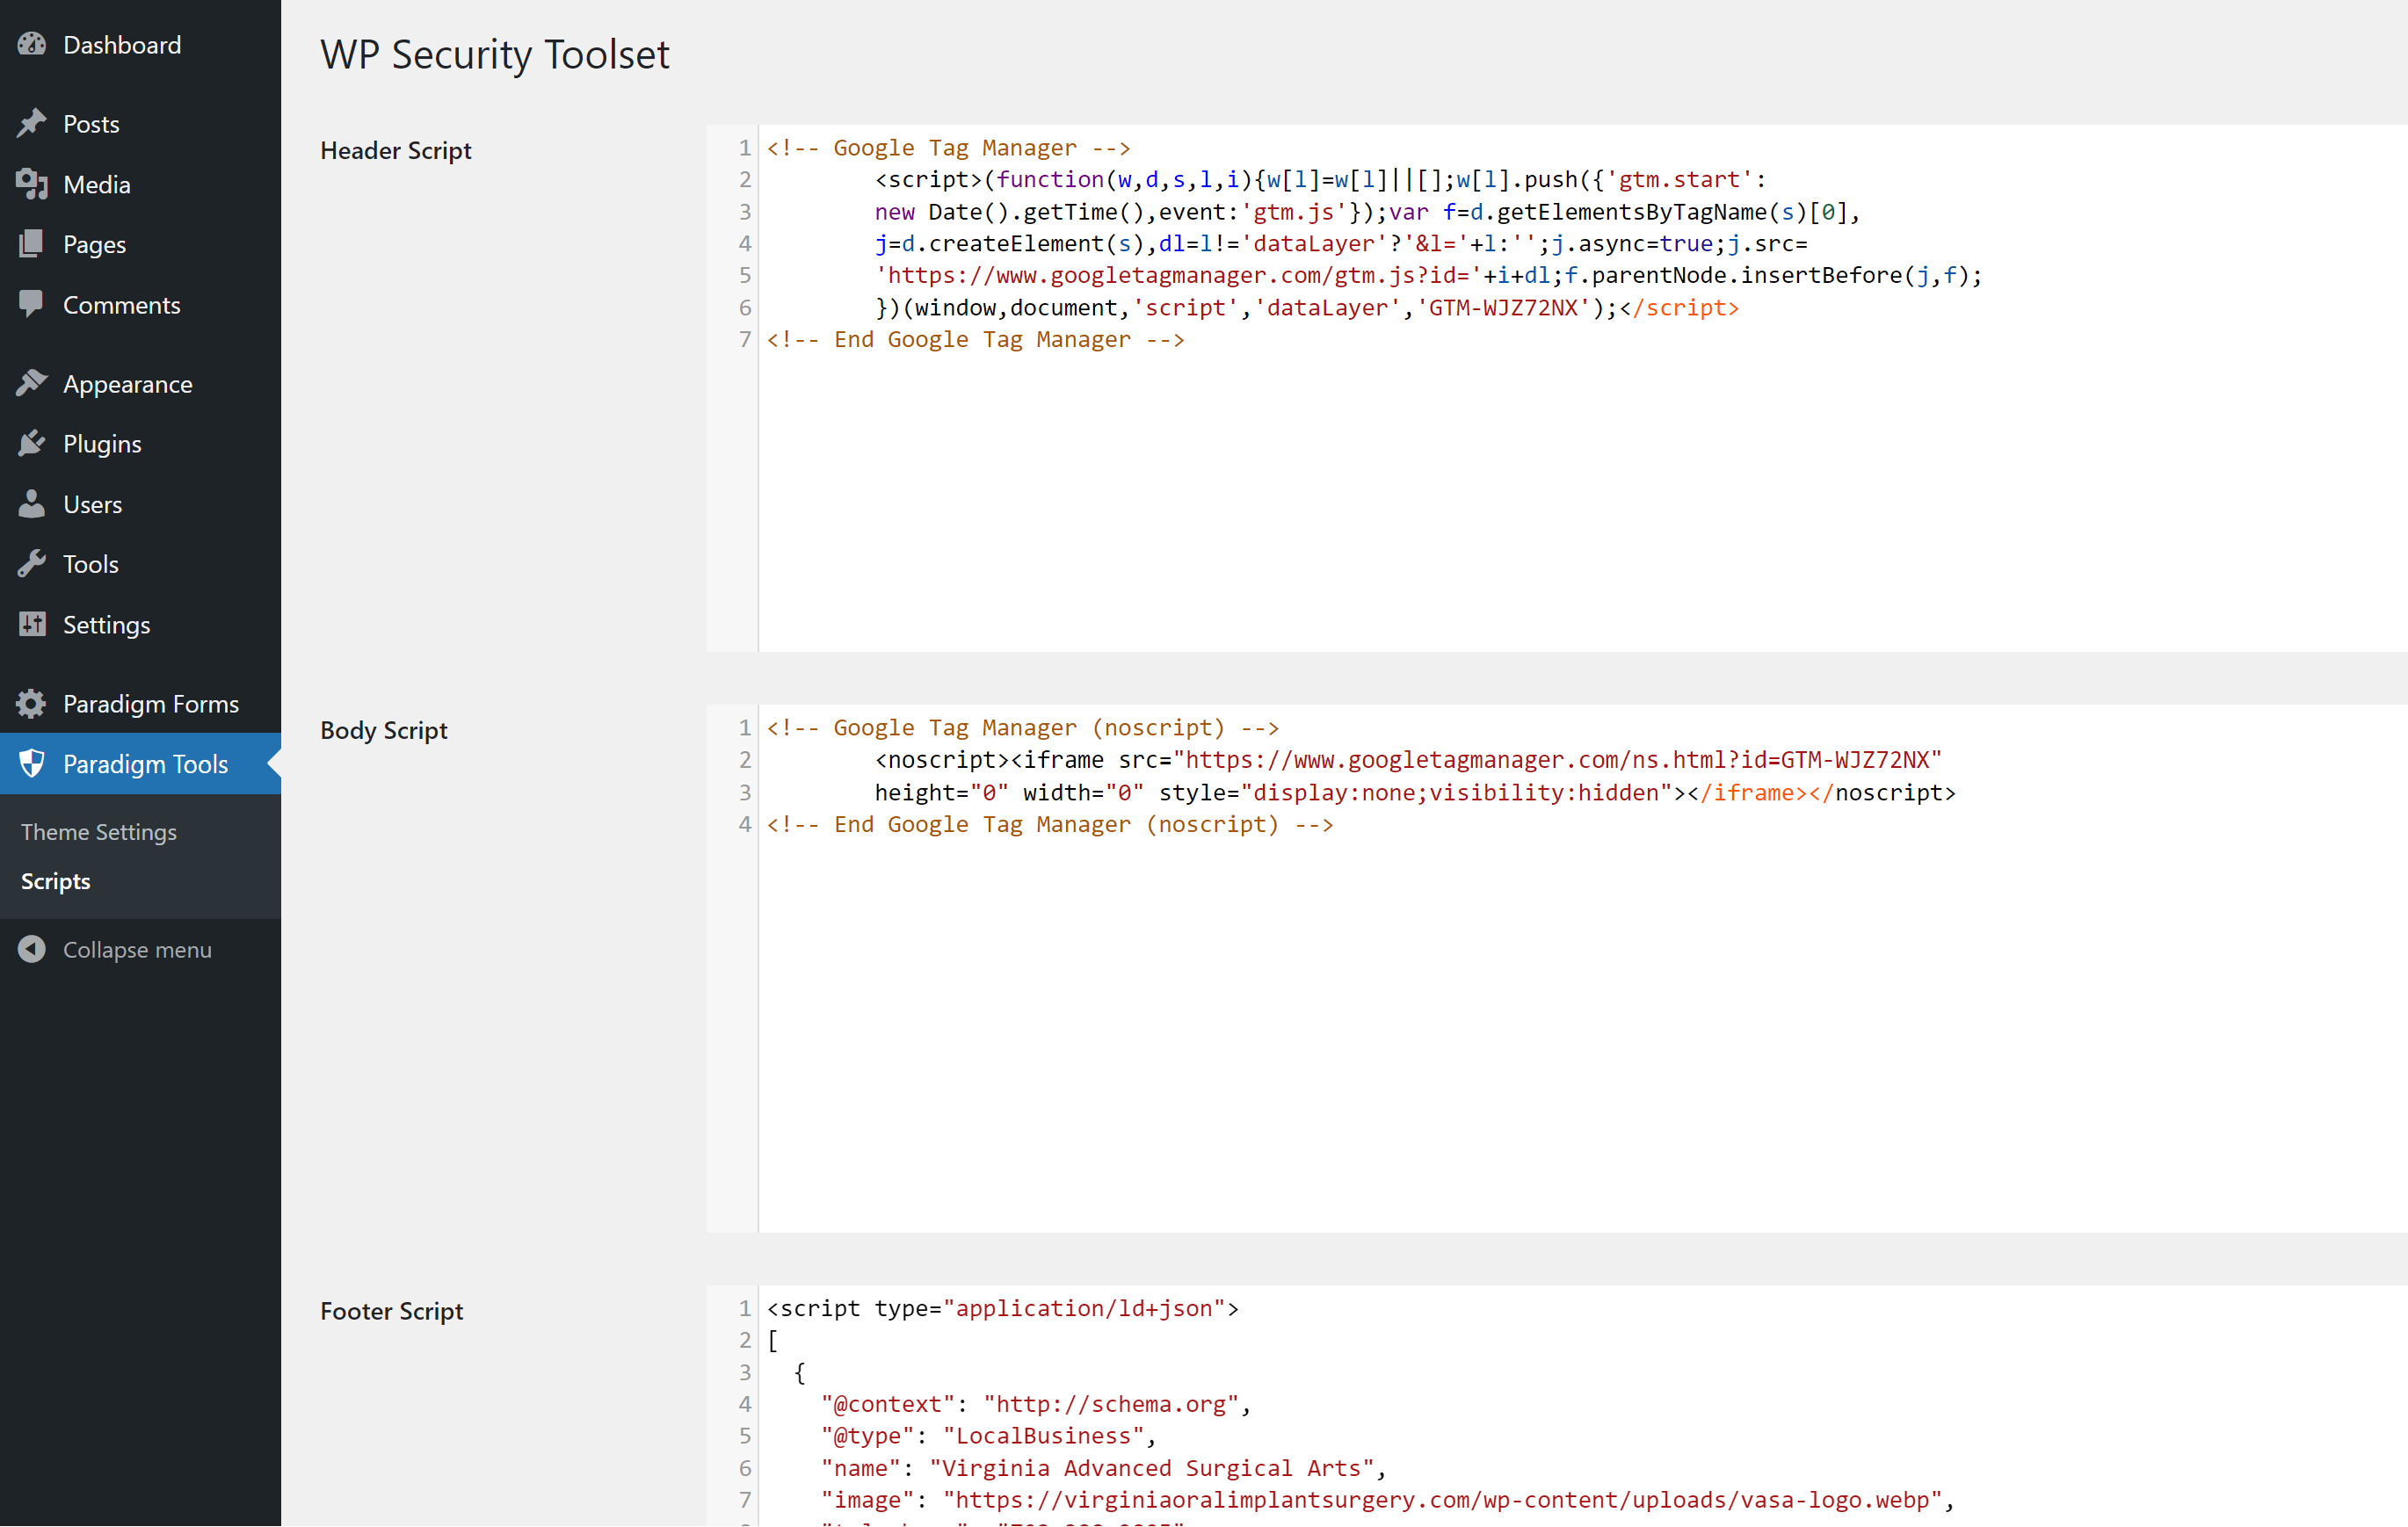 Dashboard
Posts
Media
Pages
Comments
Appearance
Plugins
Users
Tools
Settings
Paradigm Forms
Paradigm Tools
Theme Settings
Scripts
Collapse menu
WP Security Toolset
Header Script
1 <!-- Google Tag Manager -->
2 <script>(function(w,d,s,l,i){w[l]=w[l]||[];w[l].push({'gtm.start':
3 new Date().getTime(),event:'gtm.js'});var f=d.getElementsByTagName(s)[0],
4 j=d.createElement(s),dl=l!='dataLayer'?'&l='+l:'';j.async=true;j.src=
5 'https://www.googletagmanager.com/gtm.js?id='+i+dl;f.parentNode.insertBefore(j,f);
6 })(window,document,'script','dataLayer','GTM-WJZ72NX');</script>
7 <!-- End Google Tag Manager -->
Body Script
1 <!-- Google Tag Manager (noscript) -->
2 <noscript><iframe src="https://www.googletagmanager.com/ns.html?id=GTM-WJZ72NX"
3 height="0" width="0" style="display:none;visibility:hidden"></iframe></noscript>
4 <!-- End Google Tag Manager (noscript) -->
Footer Script
1 <script type="application/ld+json">
2 [
3 {
4 "@context": "http://schema.org",
5 "@type": "LocalBusiness",
6 "name": "Virginia Advanced Surgical Arts",
7 "image": "https://virginiaoralimplantsurgery.com/wp-content/uploads/vasa-logo.webp",